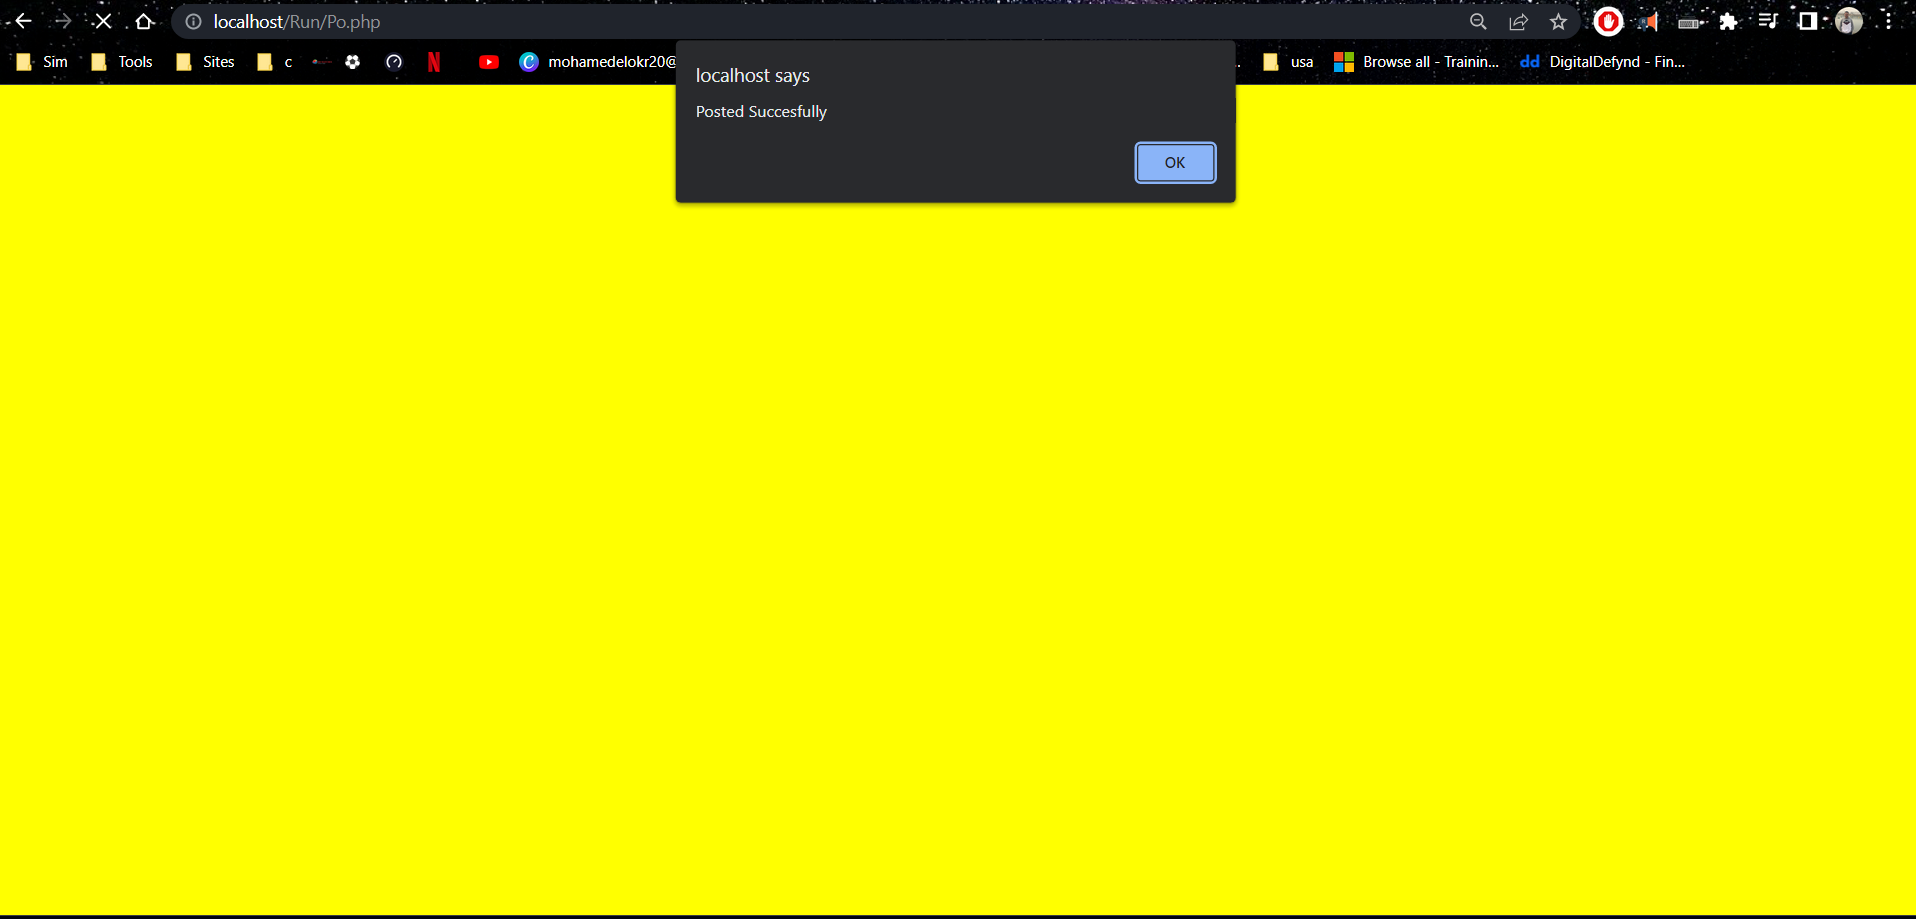 localhost/Run/Po.php
Sim Tools Sites c mohamedelokr20@ usa Browse all - Trainin... DigitalDefynd - Fin...
localhost says
Posted Succesfully
OK